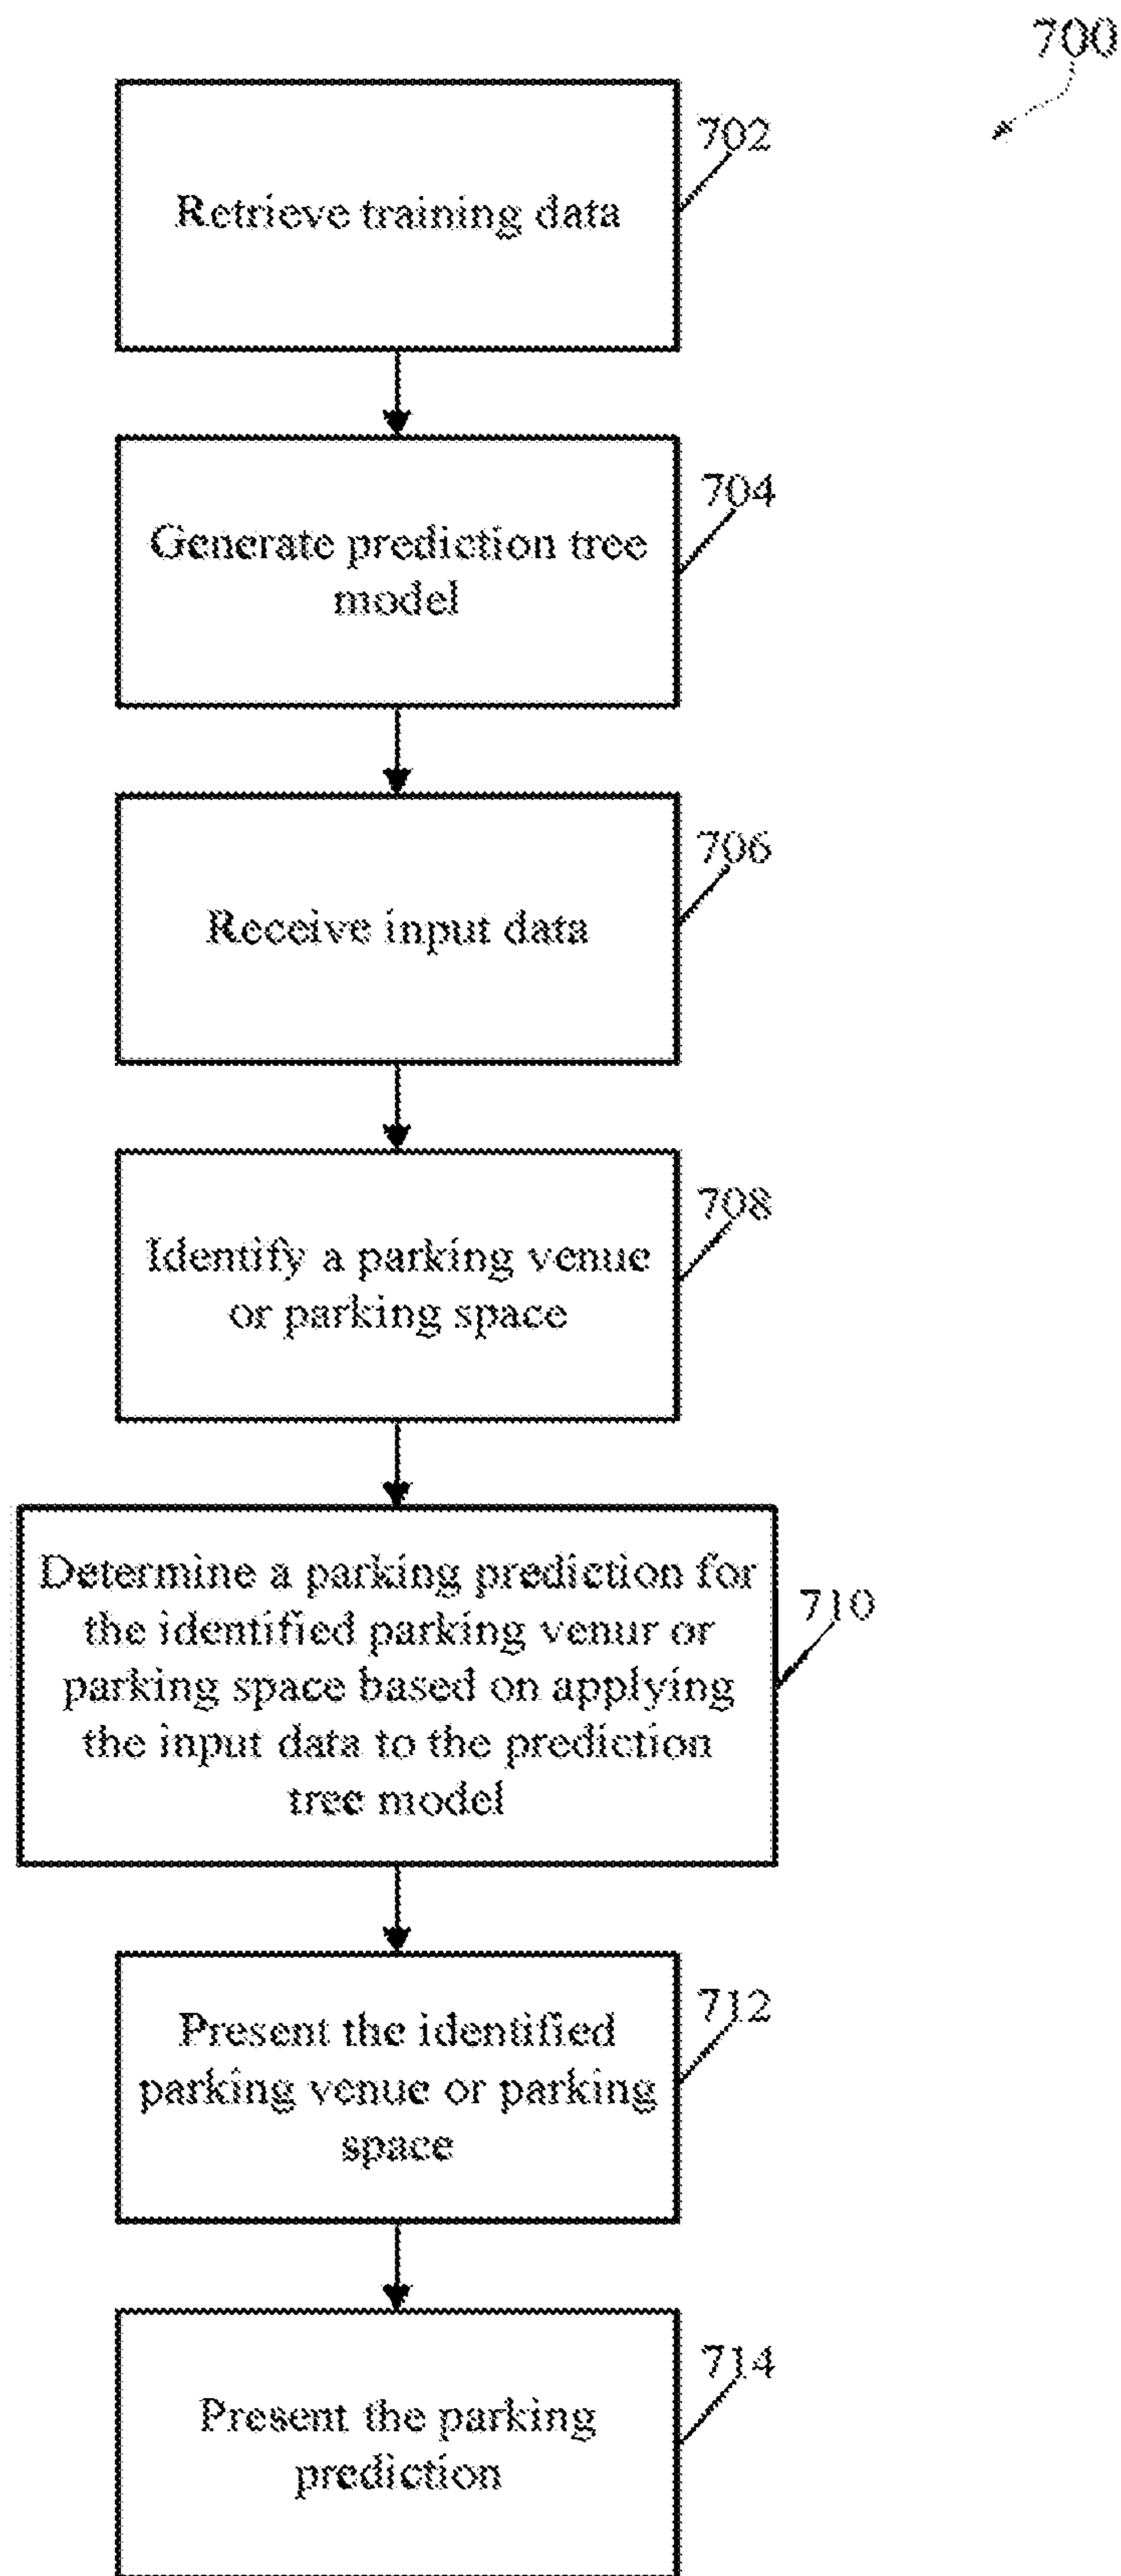 700
702
Retrieve training data
704
Generate prediction tree
model
706
Receive input data
708
Identify a parking venue
or parking space
Determine a parking prediction for
the identified parking venur or
parking space based on applying
the input data to the prediction
tree model
710
712
Present the identified
parking venue or parking
space
714
Present the parking
prediction